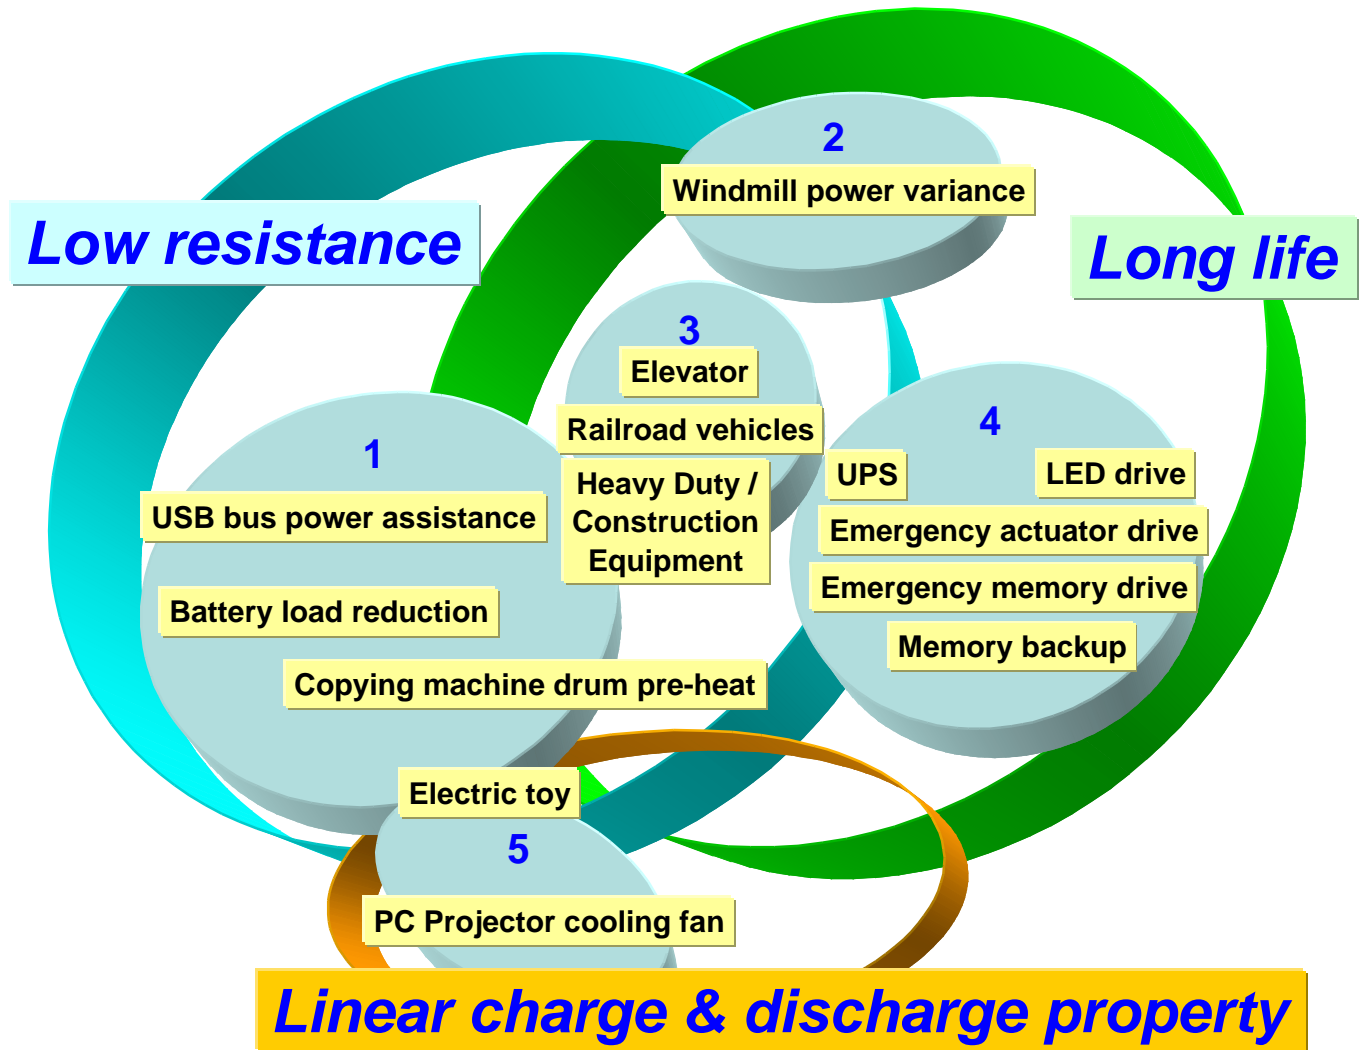 2
Windmill power variance
Low resistance
Long life
3
Elevator
Railroad vehicles
Heavy Duty /
Construction
Equipment
1
USB bus power assistance
Battery load reduction
Copying machine drum pre-heat
4
UPS
LED drive
Emergency actuator drive
Emergency memory drive
Memory backup
Electric toy
5
PC Projector cooling fan
Linear charge & discharge property